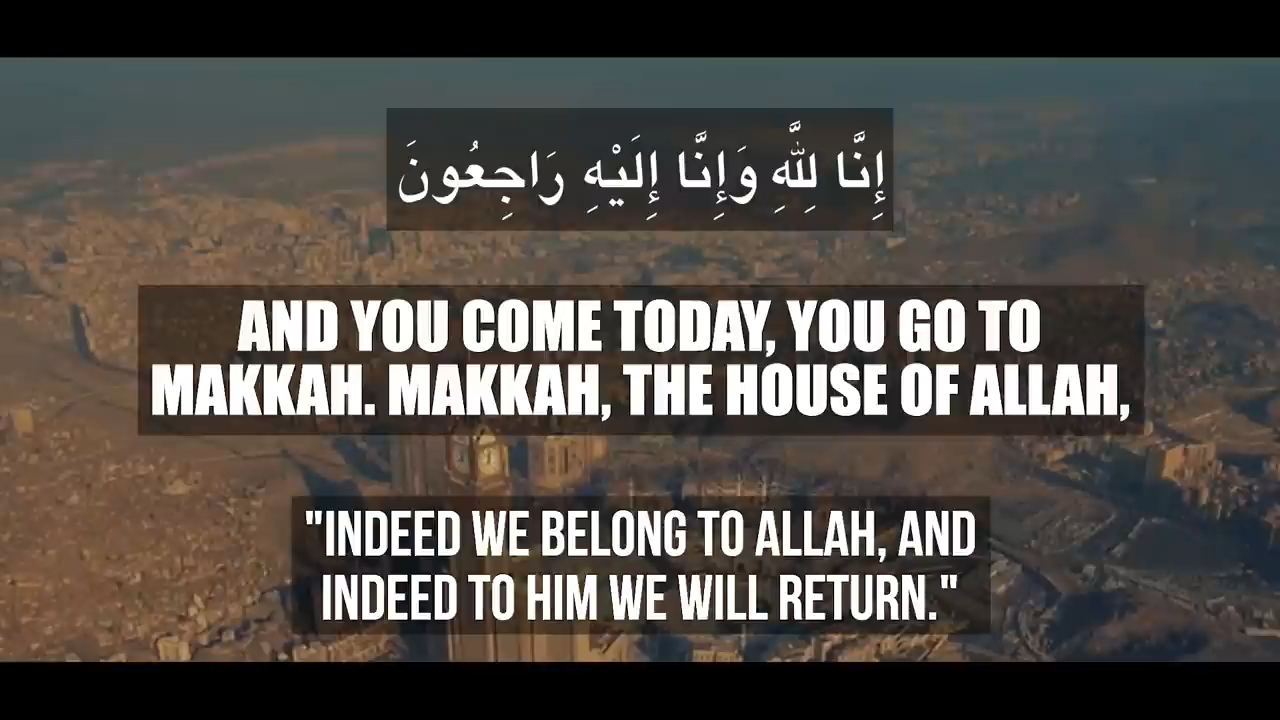 إِنَّا لِلَّهِ وَإِنَّا إِلَيْهِ رَاجِعُونَ
AND YOU COME TODAY, YOU GO TO
MAKKAH. MAKKAH, THE HOUSE OF ALLAH,
"INDEED WE BELONG TO ALLAH, AND
INDEED TO HIM WE WILL RETURN."